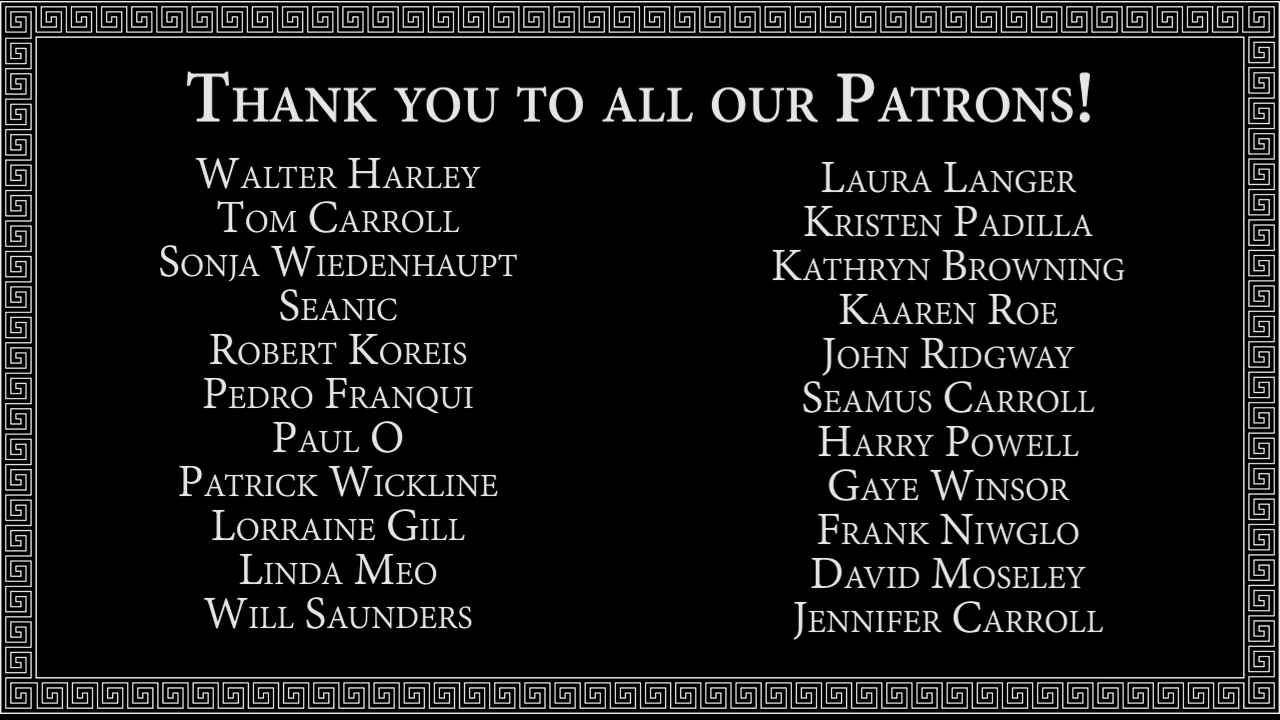 Thank you to all our Patrons!
Walter Harley
Tom Carroll
Sonja Wiedenhaupt
Seanic
Robert Koreis
Pedro Franqui
Paul O
Patrick Wickline
Lorraine Gill
Linda Meo
Will Saunders
Laura Langer
Kristen Padilla
Kathryn Browning
Kaaren Roe
John Ridgway
Seamus Carroll
Harry Powell
Gaye Winsor
Frank Niwglo
David Moseley
Jennifer Carroll